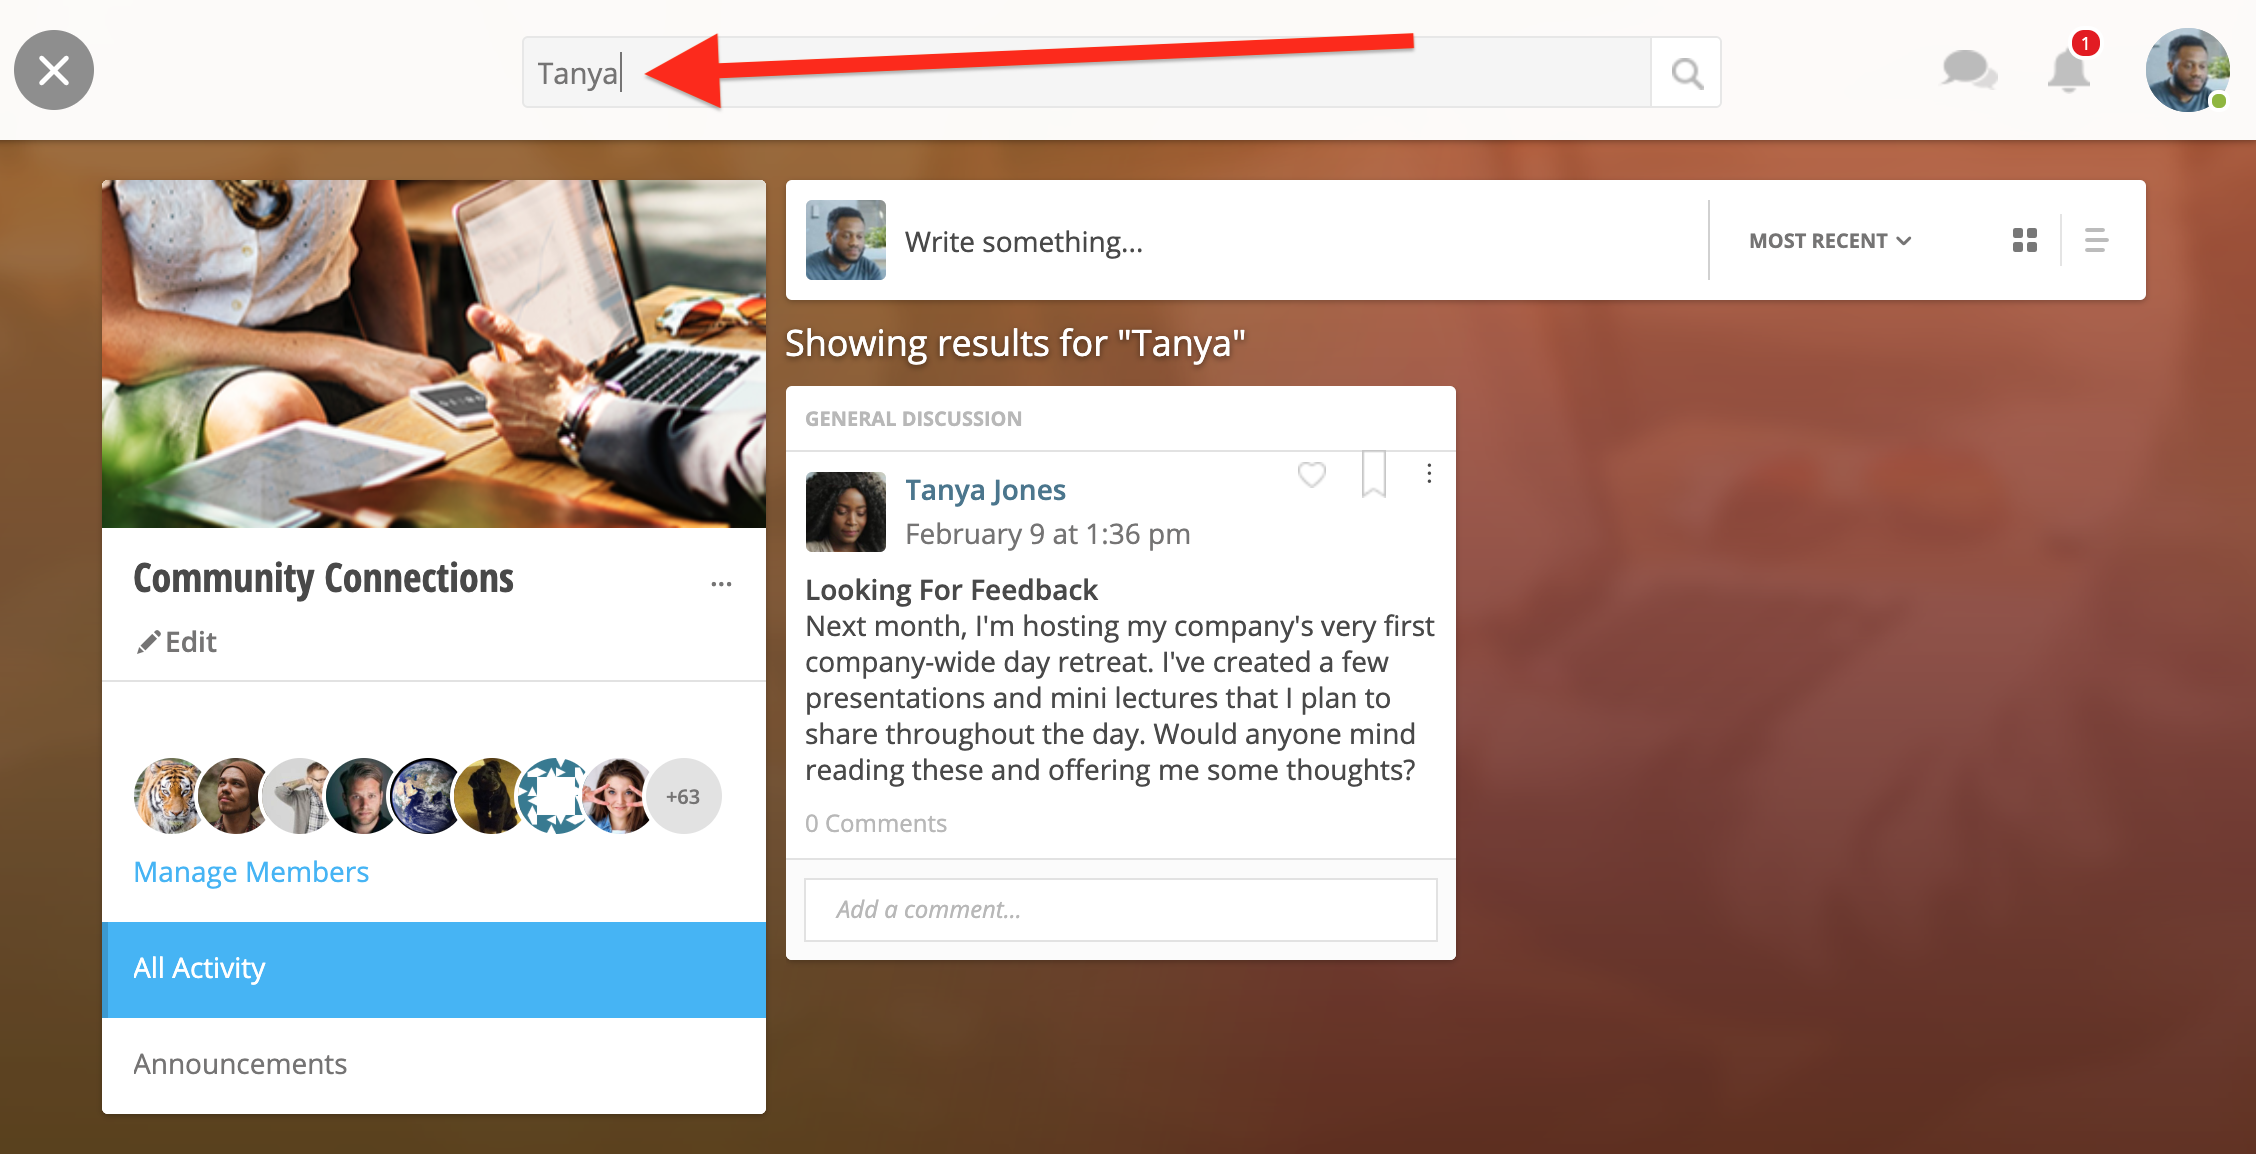 Tanya
1
Write something...
MOST RECENT
Showing results for "Tanya"
GENERAL DISCUSSION
Tanya Jones
February 9 at 1:36 pm
Looking For Feedback
Next month, I'm hosting my company's very first
company-wide day retreat. I've created a few
presentations and mini lectures that I plan to
share throughout the day. Would anyone mind
reading these and offering me some thoughts?
0 Comments
Add a comment...
Community Connections
Edit
+63
Manage Members
All Activity
Announcements